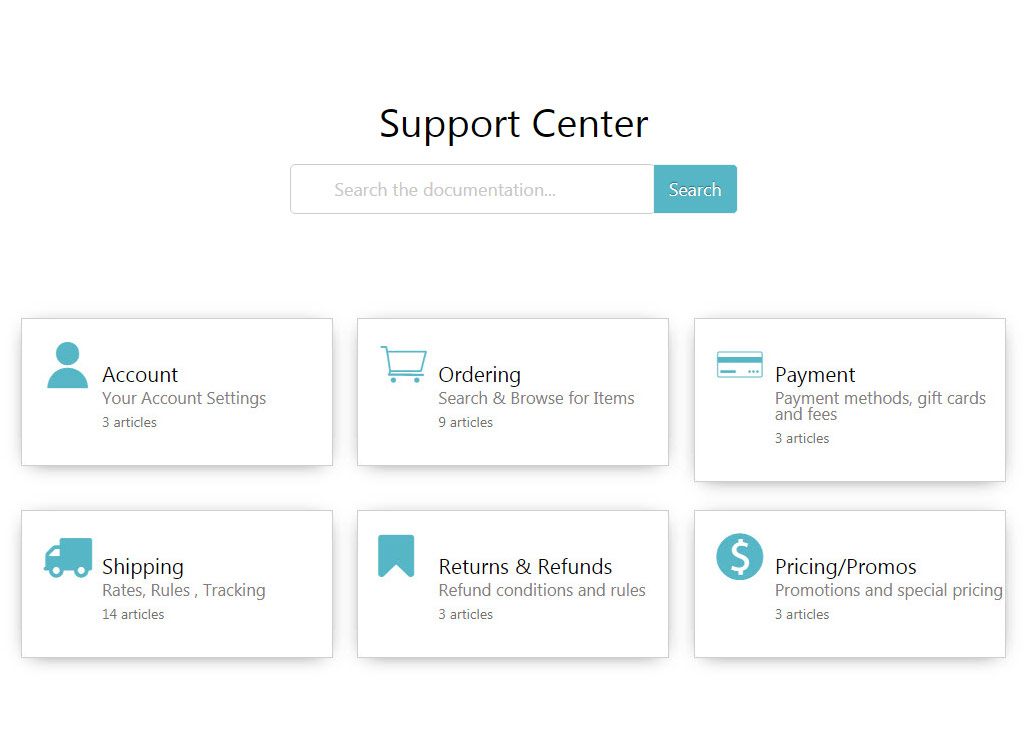 Support Center
Search the documentation...
Search
Account
Your Account Settings
3 articles
Ordering
Search & Browse for Items
9 articles
Payment
Payment methods, gift cards
and fees
3 articles
Shipping
Rates, Rules , Tracking
14 articles
Returns & Refunds
Refund conditions and rules
3 articles
$
Pricing/Promos
Promotions and special pricing
3 articles